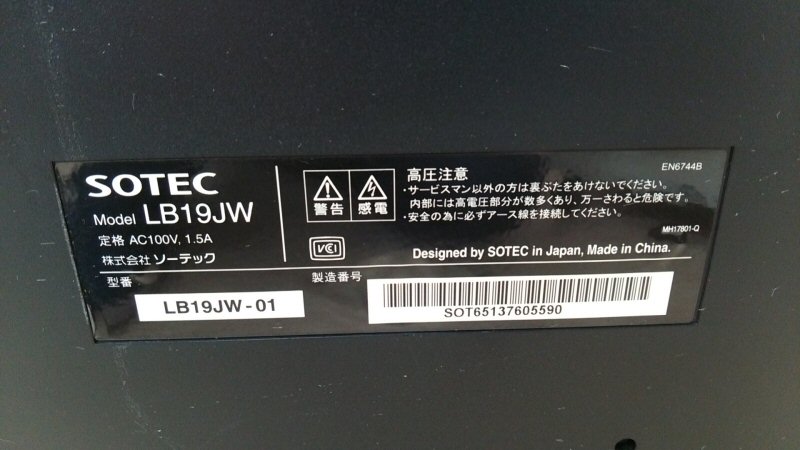 SOTEC
Model LB19JW
定格 AC100V, 1.5A
株式会社 ソーテック
型番
LB19JW-01
警告
感電
高圧注意
・サービスマン以外の方は裏ぶたをあけないでください。
内部には高電圧部分が数多くあり、万一さわると危険です。
・安全の為に必ずアース線を接続してください。
EN6744B
MH17801-Q
VCI
Designed by SOTEC in Japan, Made in China.
製造番号
SOT65137605590